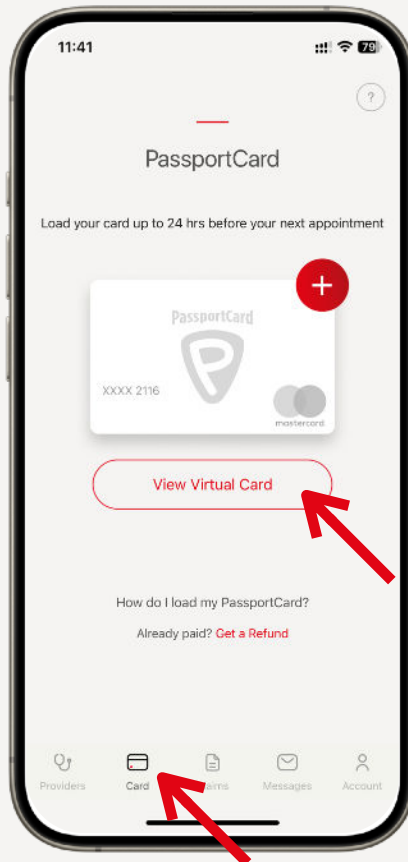 11:41
79
?
PassportCard
Load your card up to 24 hrs before your next appointment
+
PassportCard
P
XXXX 2116
mastercard
View Virtual Card
How do I load my PassportCard?
Already paid? Get a Refund
Providers
Card
Messages
Account